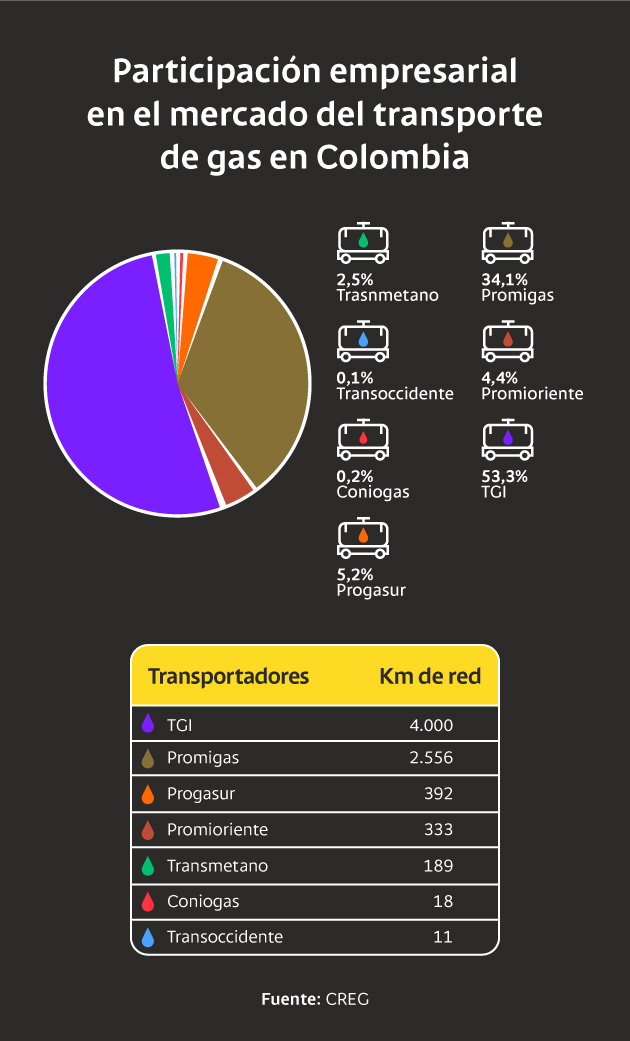 Participación empresarial
en el mercado del transporte
de gas en Colombia
2,5%
Trasnmetano
34,1%
Promigas
0,1%
Transoccidente
4,4%
Promioriente
0,2%
Coniogas
53,3%
TGI
5,2%
Progasur
Transportadores Km de red
TGI 4.000
Promigas 2.556
Progasur 392
Promioriente 333
Transmetano 189
Coniogas 18
Transoccidente 11
Fuente: CREG